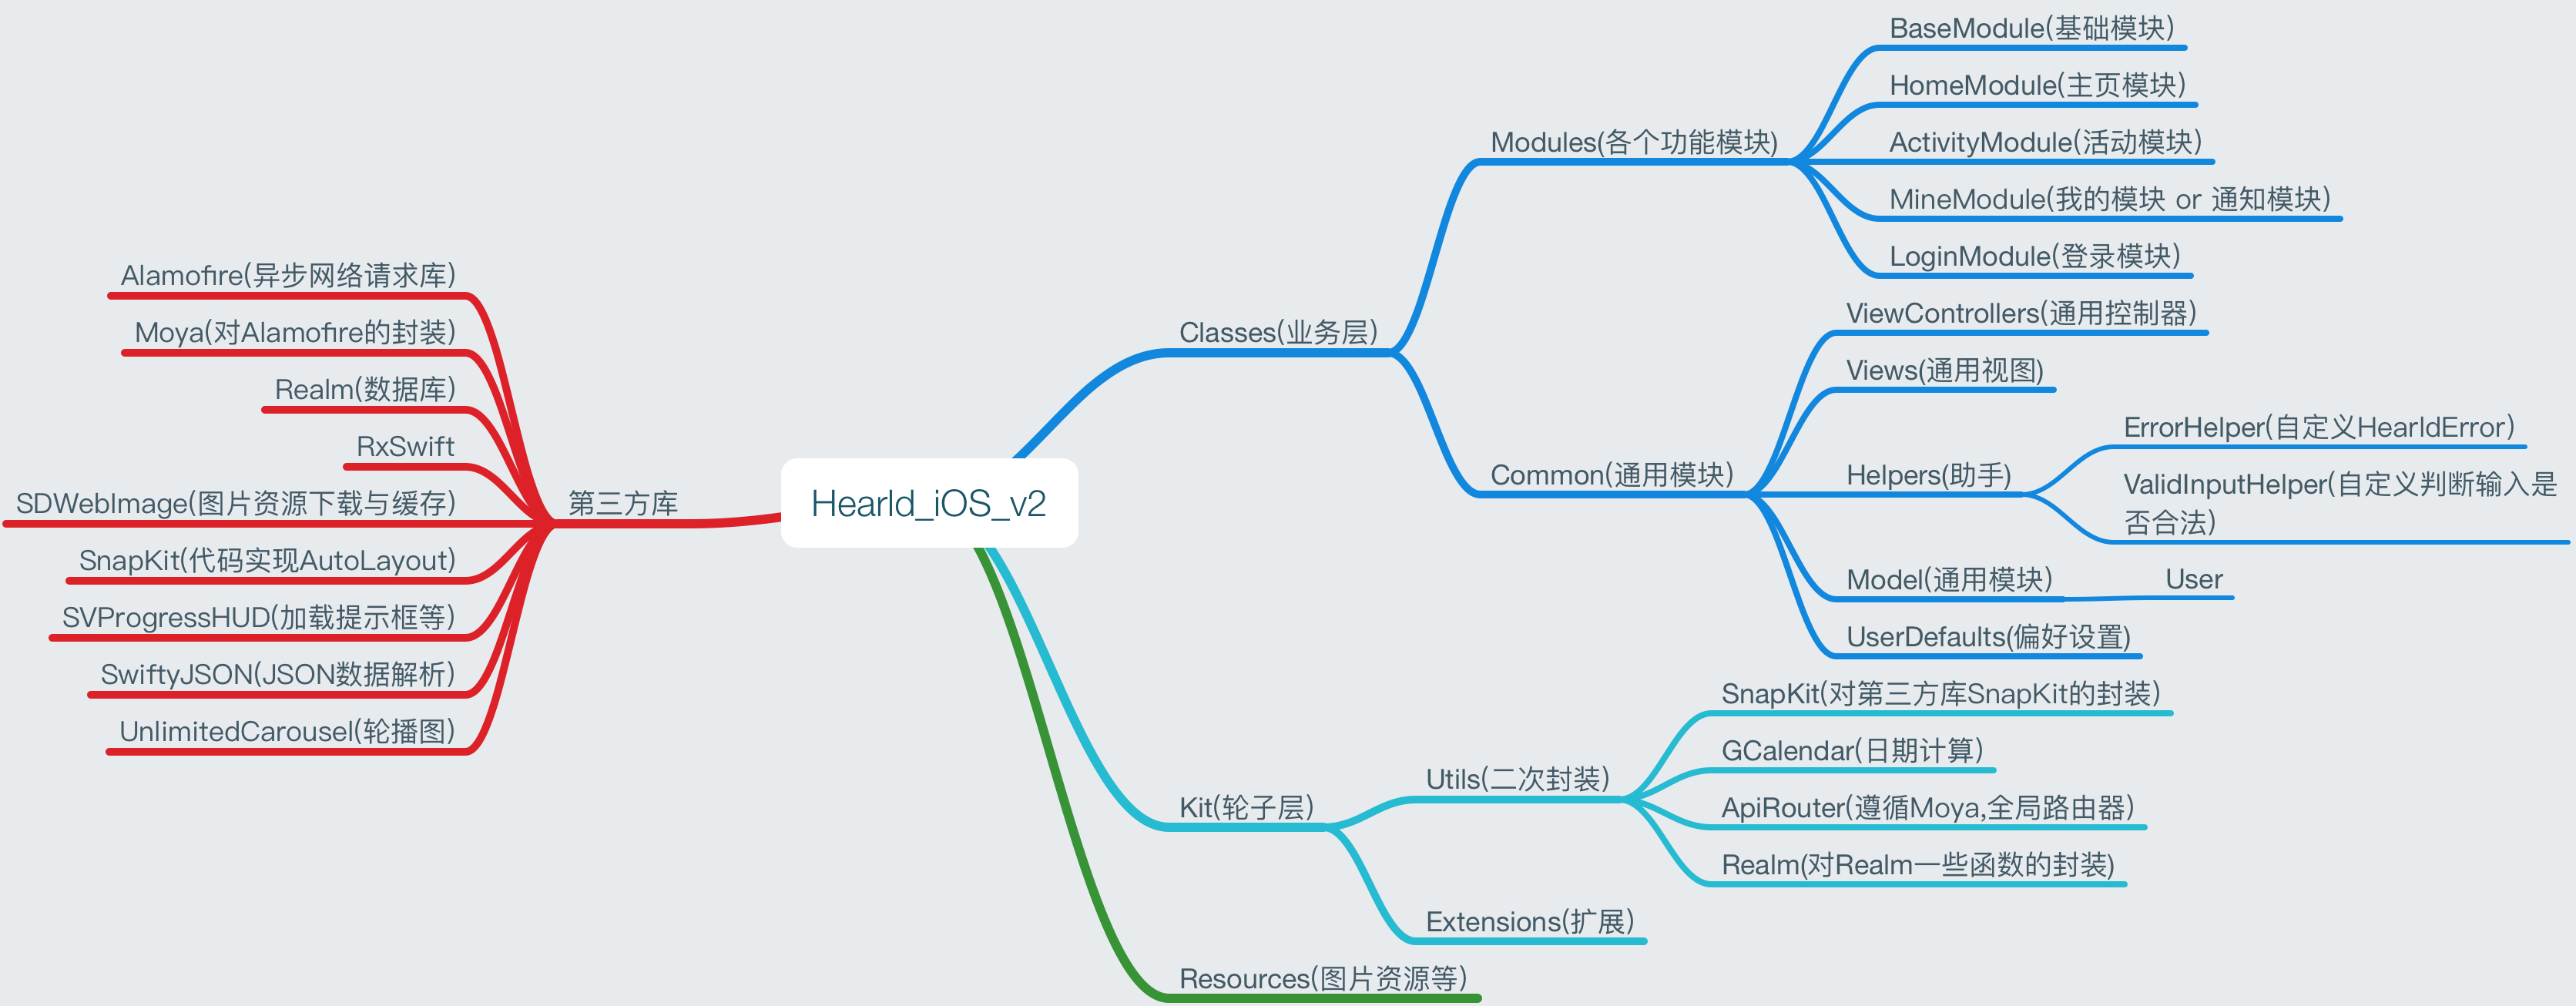 Hearld_iOS_v2
第三方库
Alamofire(异步网络请求库)
Moya(对Alamofire的封装)
Realm(数据库)
RxSwift
SDWebImage(图片资源下载与缓存)
SnapKit(代码实现AutoLayout)
SVProgressHUD(加载提示框等)
SwiftyJSON(JSON数据解析)
UnlimitedCarousel(轮播图)
Classes(业务层)
Modules(各个功能模块)
BaseModule(基础模块)
HomeModule(主页模块)
ActivityModule(活动模块)
MineModule(我的模块 or 通知模块)
LoginModule(登录模块)
Common(通用模块)
ViewControllers(通用控制器)
Views(通用视图)
Helpers(助手)
ErrorHelper(自定义HearldError)
ValidInputHelper(自定义判断输入是
否合法)
Model(通用模块)
User
UserDefaults(偏好设置)
Kit(轮子层)
Utils(二次封装)
SnapKit(对第三方库SnapKit的封装)
GCalendar(日期计算)
ApiRouter(遵循Moya,全局路由器)
Realm(对Realm一些函数的封装)
Extensions(扩展)
Resources(图片资源等)